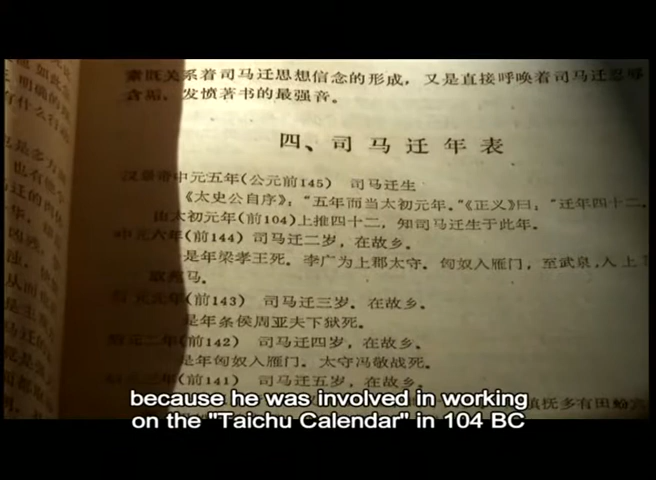 素既关系着司马迁思想信念的形成，又是直接呼唤着司马迁忍辱
含垢，发愤著书的最强音。
四、司马迁年表
汉景帝中元五年(公元前145) 司马迁生
《太史公自序》："五年而当太初元年。"《正义》曰："迁年四十二。
由太初元年(前104)上推四十二，知司马迁生于此年。
中元六年(前144) 司马迁二岁，在故乡。
是年梁孝王死。李广为上郡太守。匈奴入雁门，至武泉，入上
取苑马。
后元元年(前143) 司马迁三岁。在故乡。
是年条侯周亚夫下狱死。
后元二年(前142) 司马迁四岁，在故乡。
是年匈奴入雁门。太守冯敬战死。
后元三年(前141) 司马迁五岁，在故乡。
because he was involved in working
on the "Taichu Calendar" in 104 BC